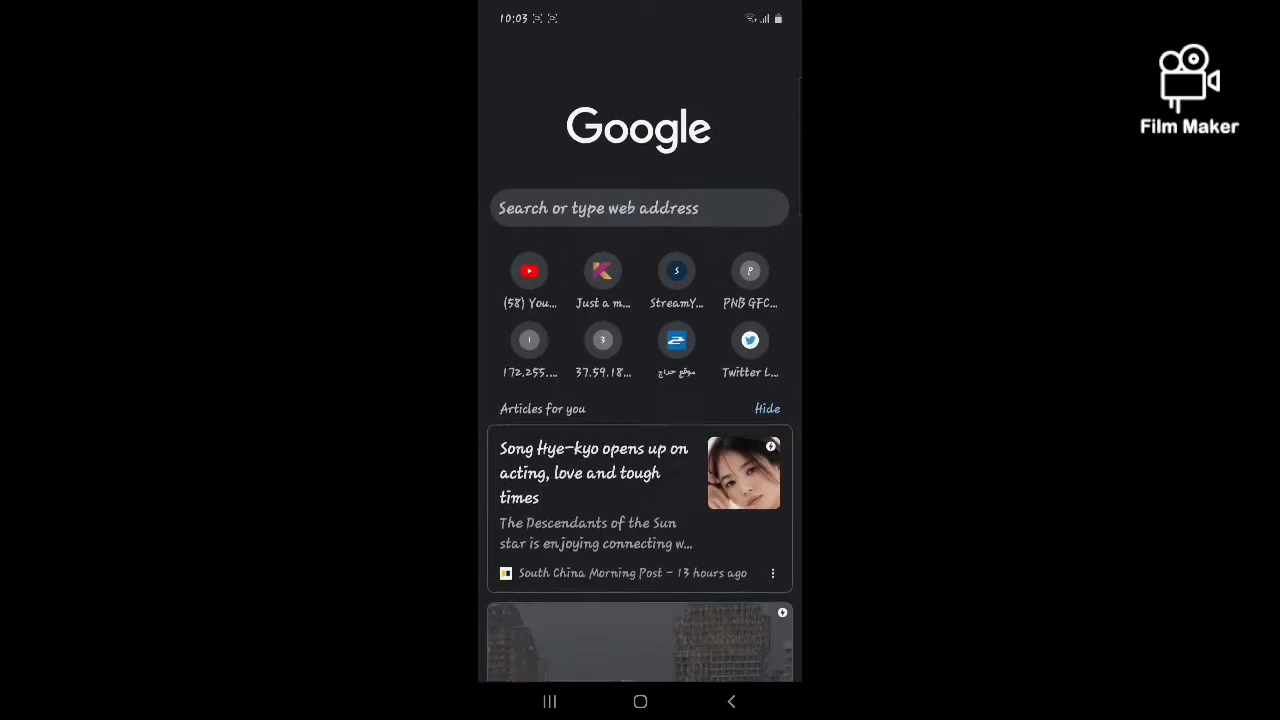 10:03
Film Maker
Google
Search or type web address
(58) You... Just a m... StreamY... PNB GFC...
172.255.... 37.59.18... موقع حراج Twitter L...
Articles for you Hide
Song Hye-kyo opens up on
acting, love and tough
times
The Descendants of the Sun
star is enjoying connecting w...
South China Morning Post - 13 hours ago